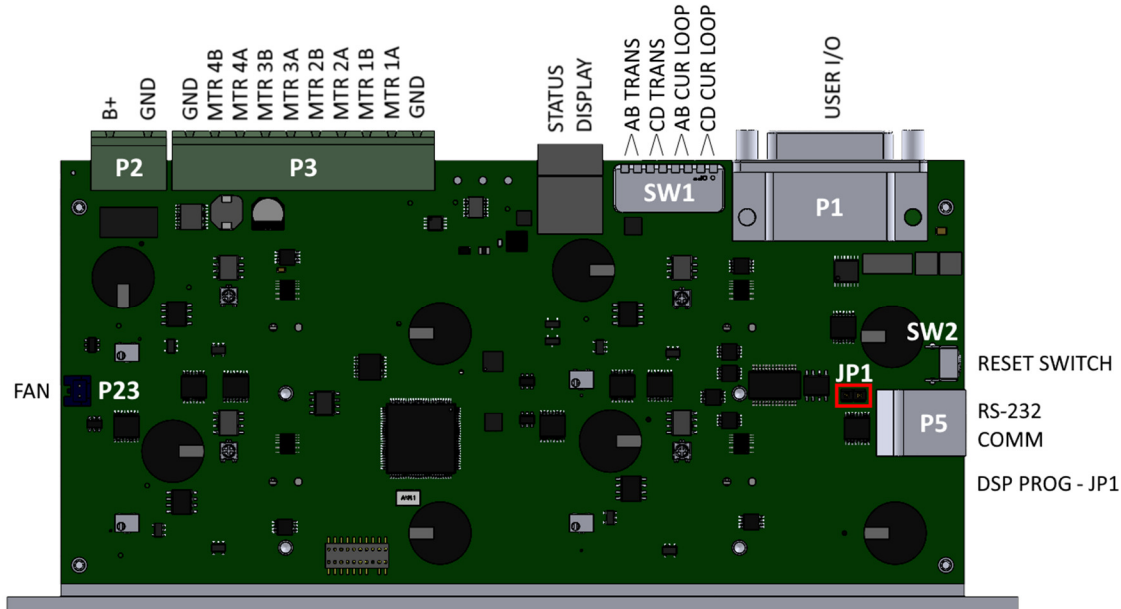 B+
GND
GND
MTR 4B
MTR 4A
MTR 3B
MTR 3A
MTR 2B
MTR 2A
MTR 1B
MTR 1A
GND
STATUS
DISPLAY
>AB TRANS
>CD TRANS
>AB CUR LOOP
>CD CUR LOOP
USER I/O
P2
P3
SW1
P1
SW2
RESET SWITCH
JP1
FAN
P23
P5
RS-232
COMM
DSP PROG - JP1